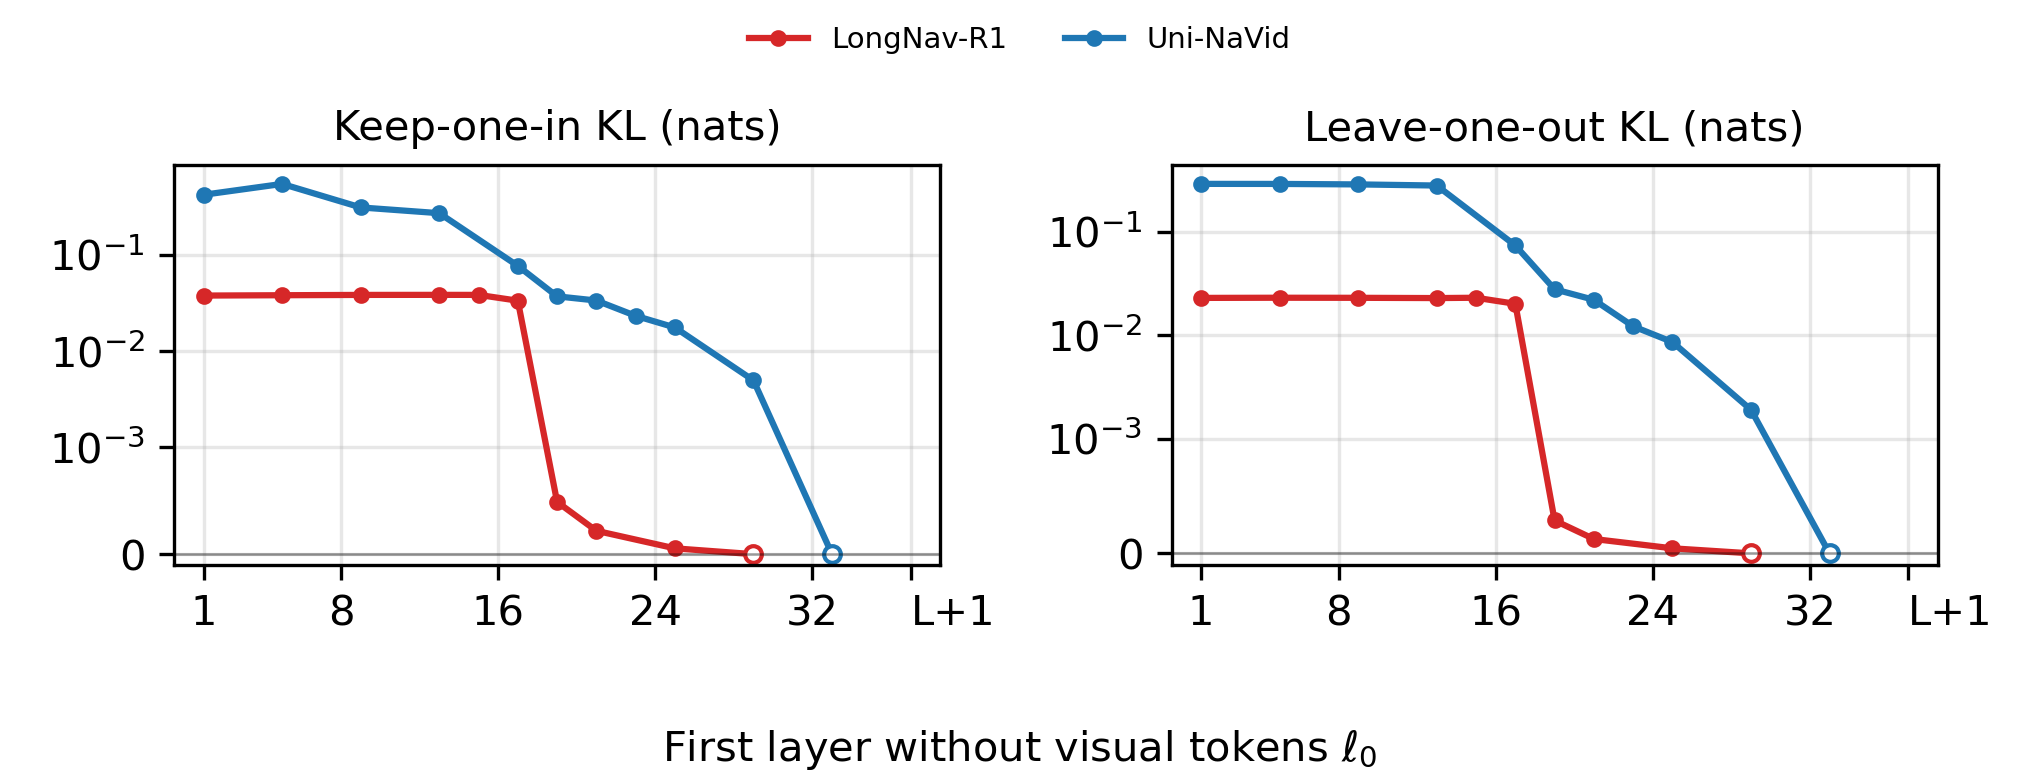 LongNav-R1 Uni-NaVid
Keep-one-in KL (nats)
10⁻¹
10⁻²
10⁻³
0
1 8 16 24 32 L+1
Leave-one-out KL (nats)
10⁻¹
10⁻²
10⁻³
0
1 8 16 24 32 L+1
First layer without visual tokens ℓ₀